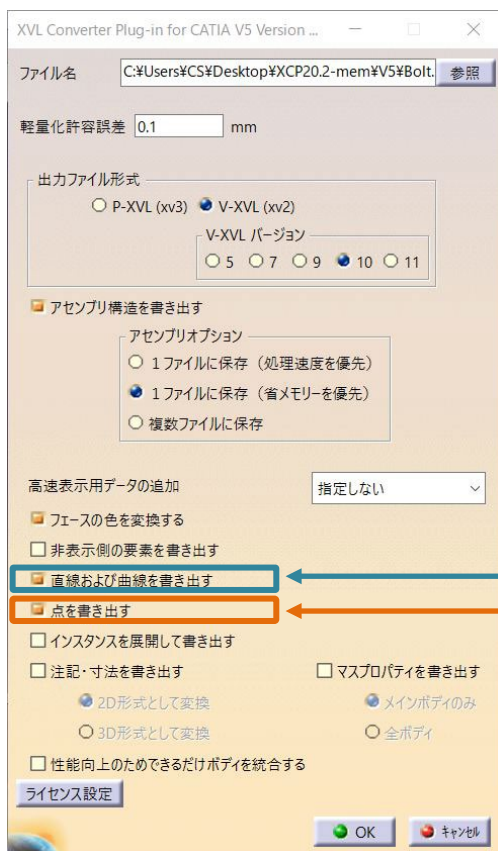 XVL Converter Plug-in for CATIA V5 Version ...
ファイル名 C:¥Users¥CS¥Desktop¥XCP20.2-mem¥V5¥Bolt. 参照
軽量化許容誤差 0.1 mm
出力ファイル形式
P-XVL (xv3) V-XVL (xv2)
V-XVL バージョン
5 7 9 10 11
アセンブリ構造を書き出す
アセンブリオプション
1ファイルに保存（処理速度を優先）
1ファイルに保存（省メモリーを優先）
複数ファイルに保存
高速表示用データの追加 指定しない
フェースの色を変換する
非表示側の要素を書き出す
直線および曲線を書き出す
点を書き出す
インスタンスを展開して書き出す
注記・寸法を書き出す マスプロパティを書き出す
2D形式として変換 メインボディのみ
3D形式として変換 全ボディ
性能向上のためできるだけボディを統合する
ライセンス設定
OK キャンセル